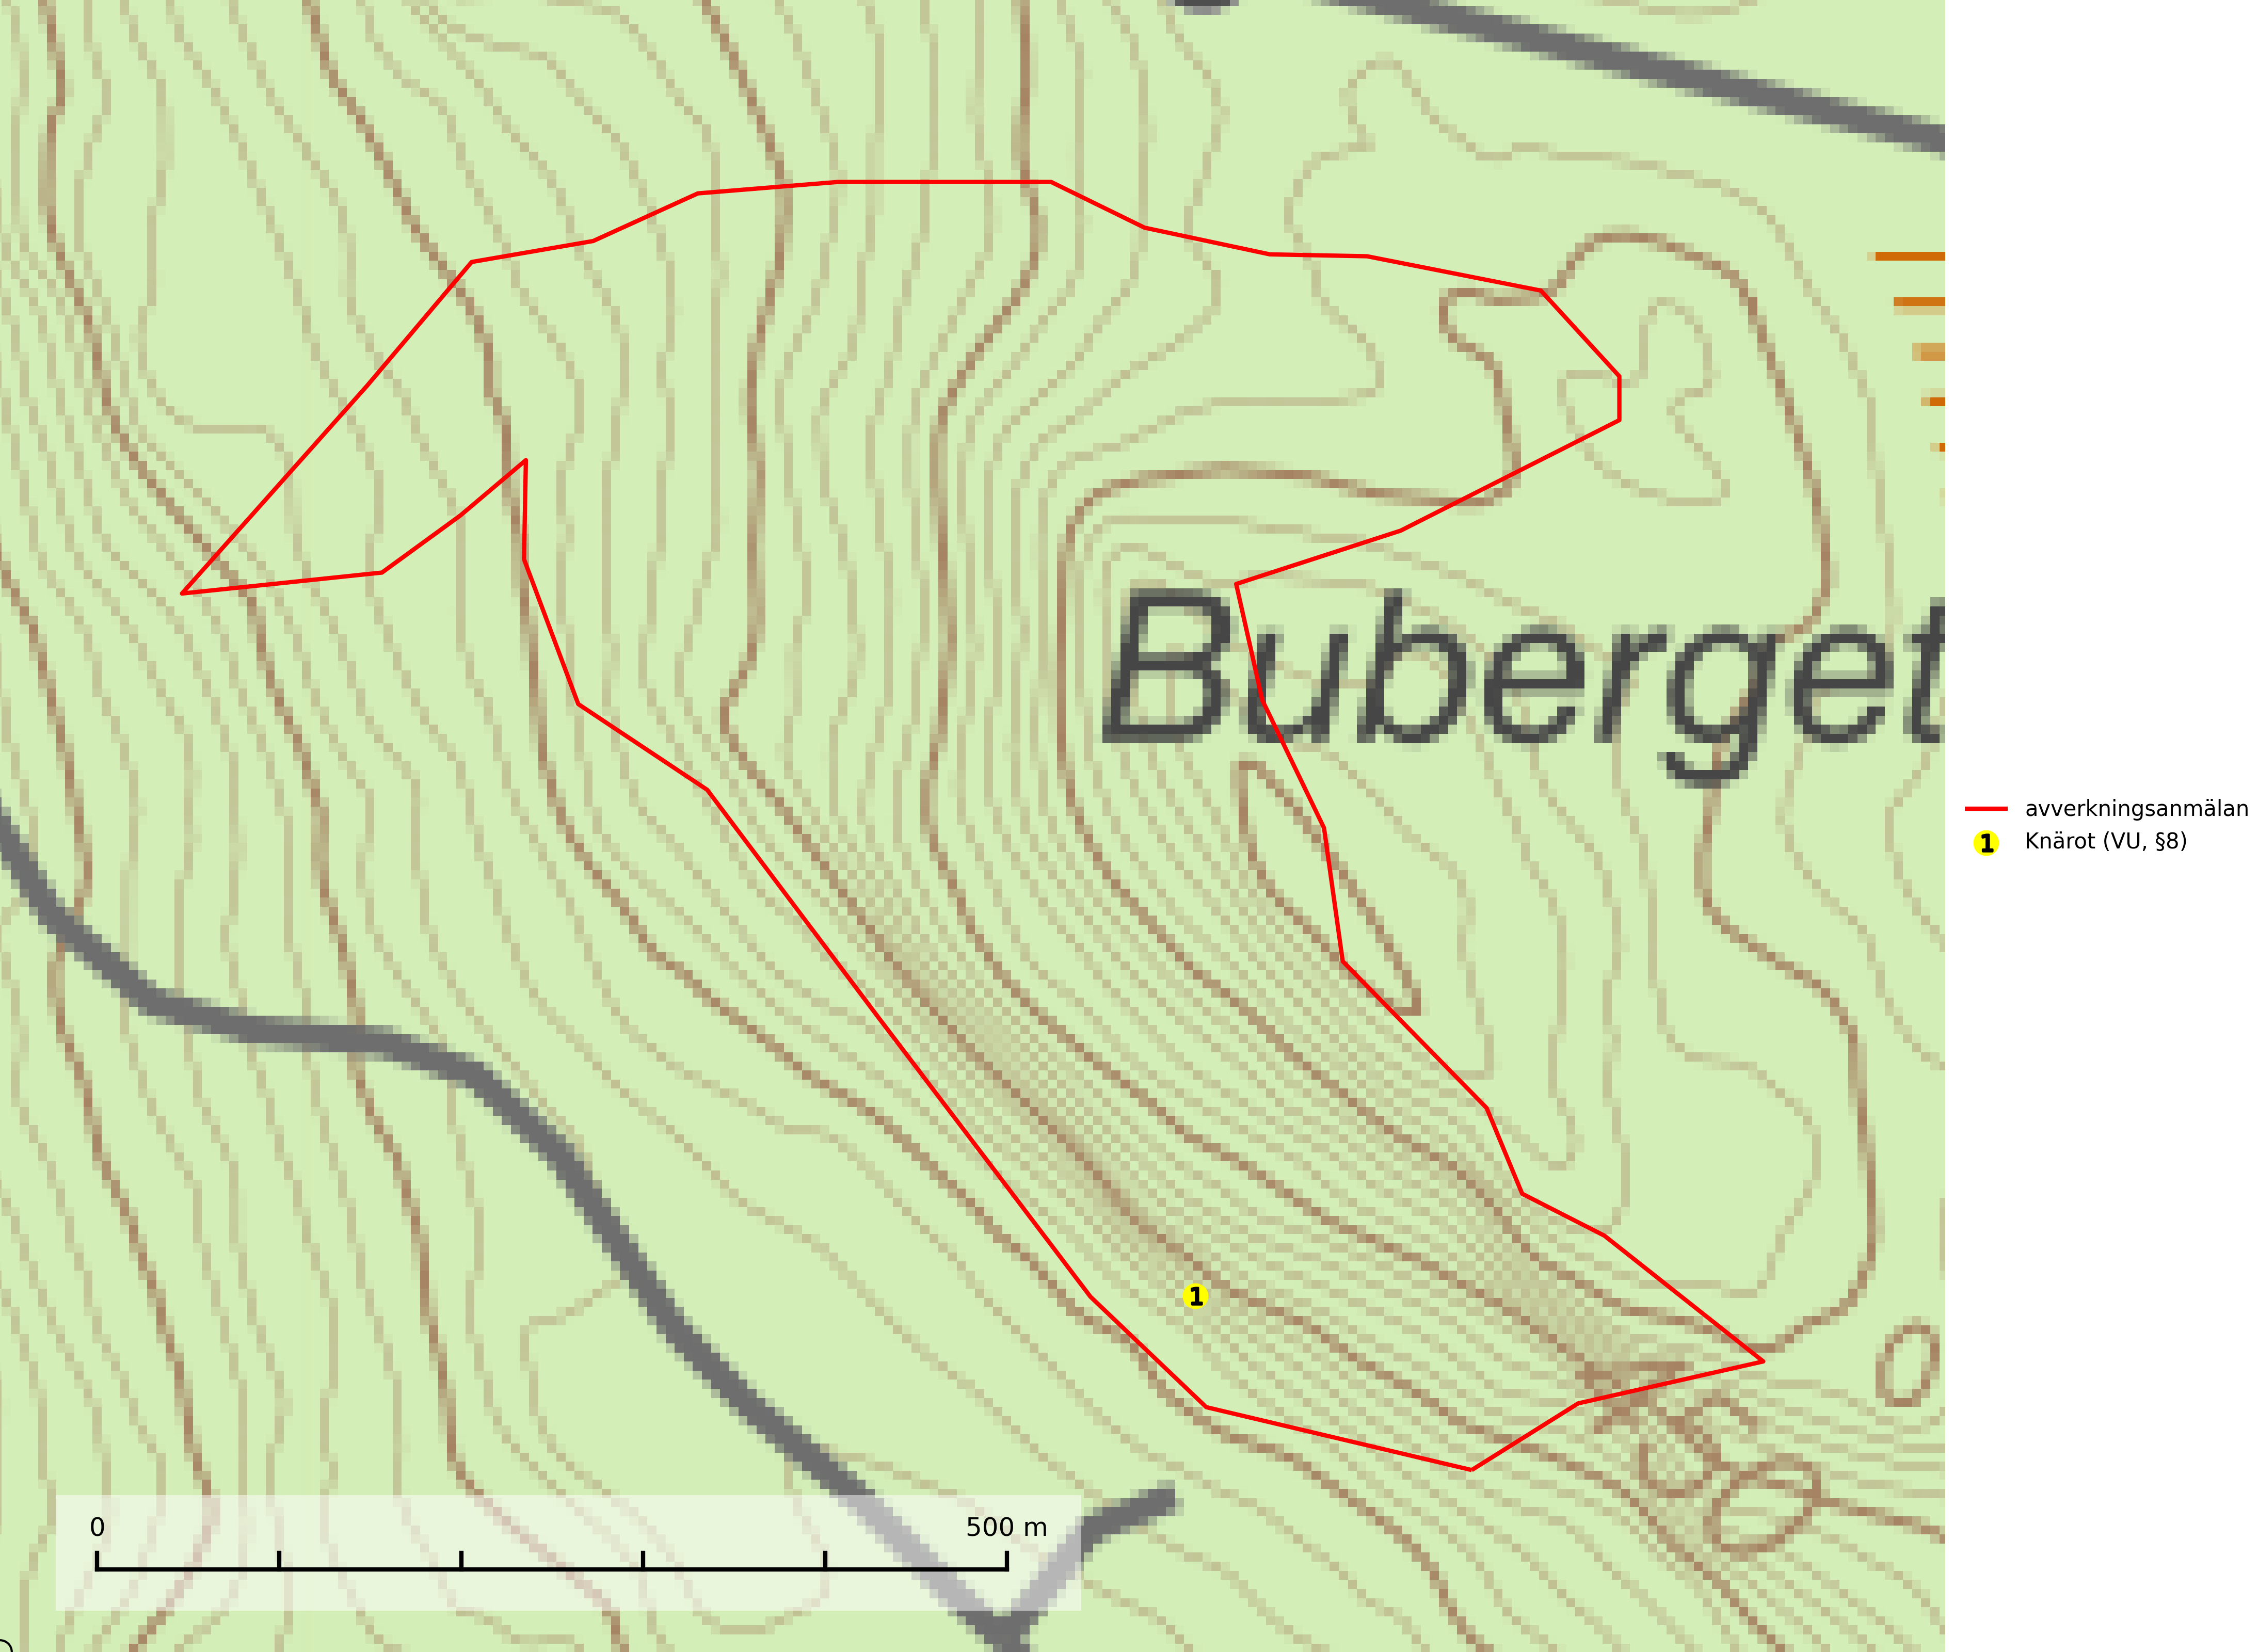 Buberget
avverkningsanmälan
1 Knärot (VU, §8)
1
0 500 m